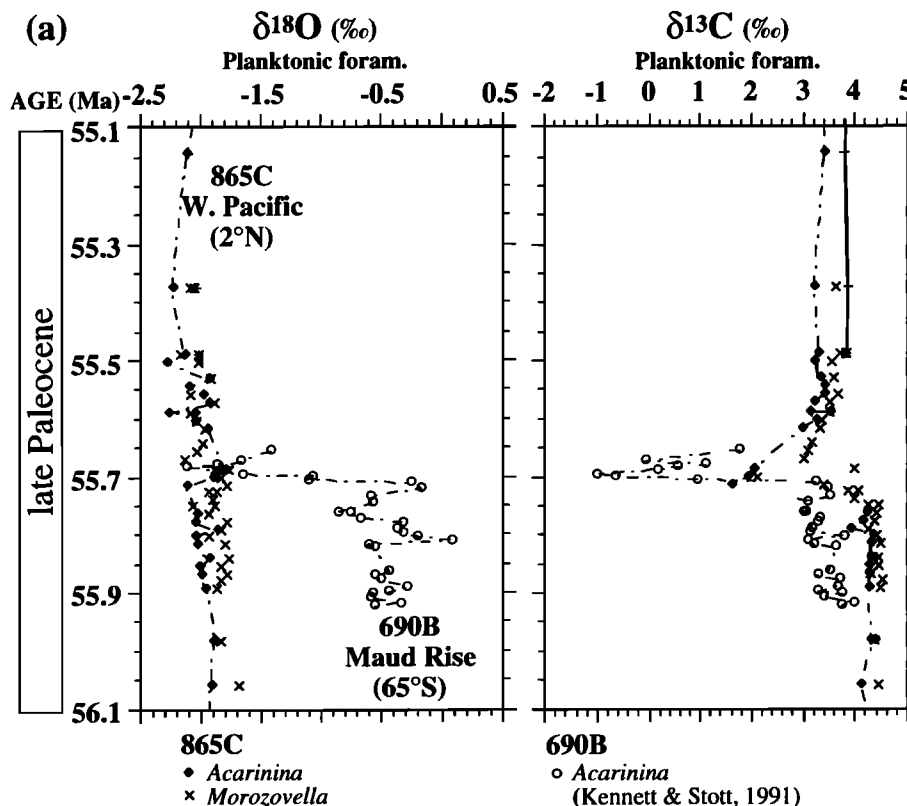 (a)
δ18O (‰)
Planktonic foram.
δ13C (‰)
Planktonic foram.
AGE (Ma)
-2.5 -1.5 -0.5 0.5
-2 -1 0 1 2 3 4 5
55.1
55.3
55.5
55.7
55.9
56.1
late Paleocene
865C
W. Pacific
(2°N)
690B
Maud Rise
(65°S)
865C
Acarinina
Morozovella
690B
Acarinina
(Kennett & Stott, 1991)